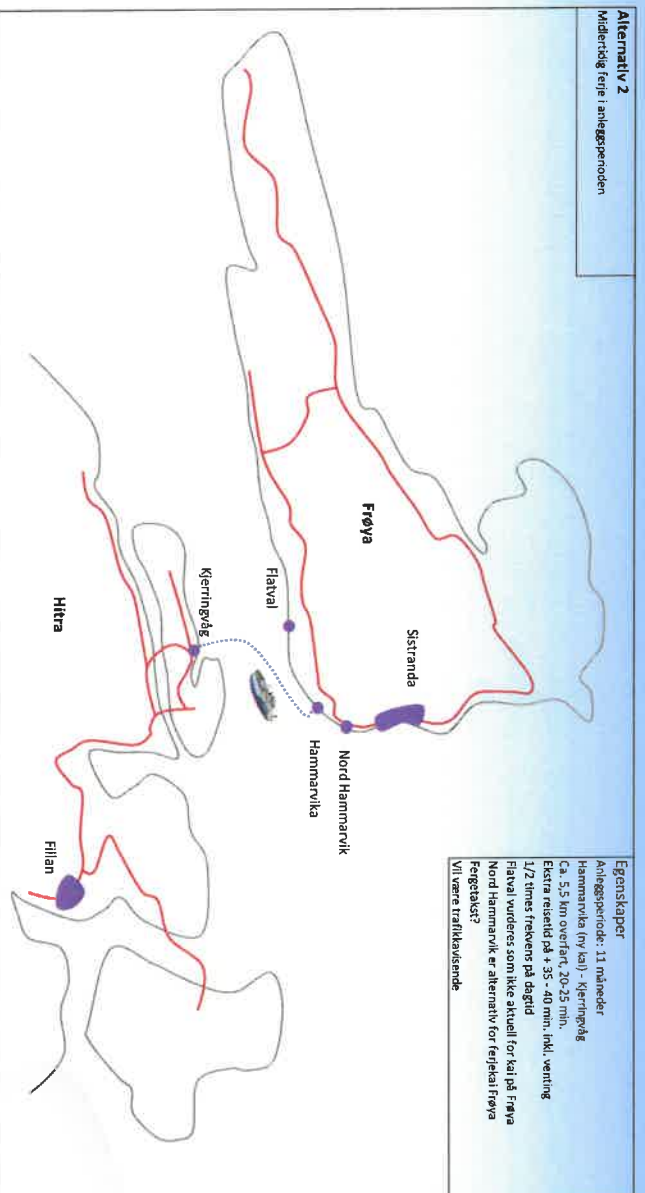 Alternativ 2
Midlertidig ferje i anleggsperioden
Egenskaper
Anleggsperiode: 11 måneder
Hammarvika (ny kai) - Kjerringvåg
Ca. 5,5 km overfart, 20-25 min.
Ekstra reisetid på + 35 - 40 min. inkl. venting
1/2 times frekvens på dagtid
Flatval vurderes som ikke aktuell for kai på Frøya
Nord Hammarvik er alternativ for ferjekai Frøya
Fergetakst?
Vil være trafikkavisende
Frøya
Sistranda
Flatval
Nord Hammarvik
Hammarvika
Kjerringvåg
Hitra
Fillan